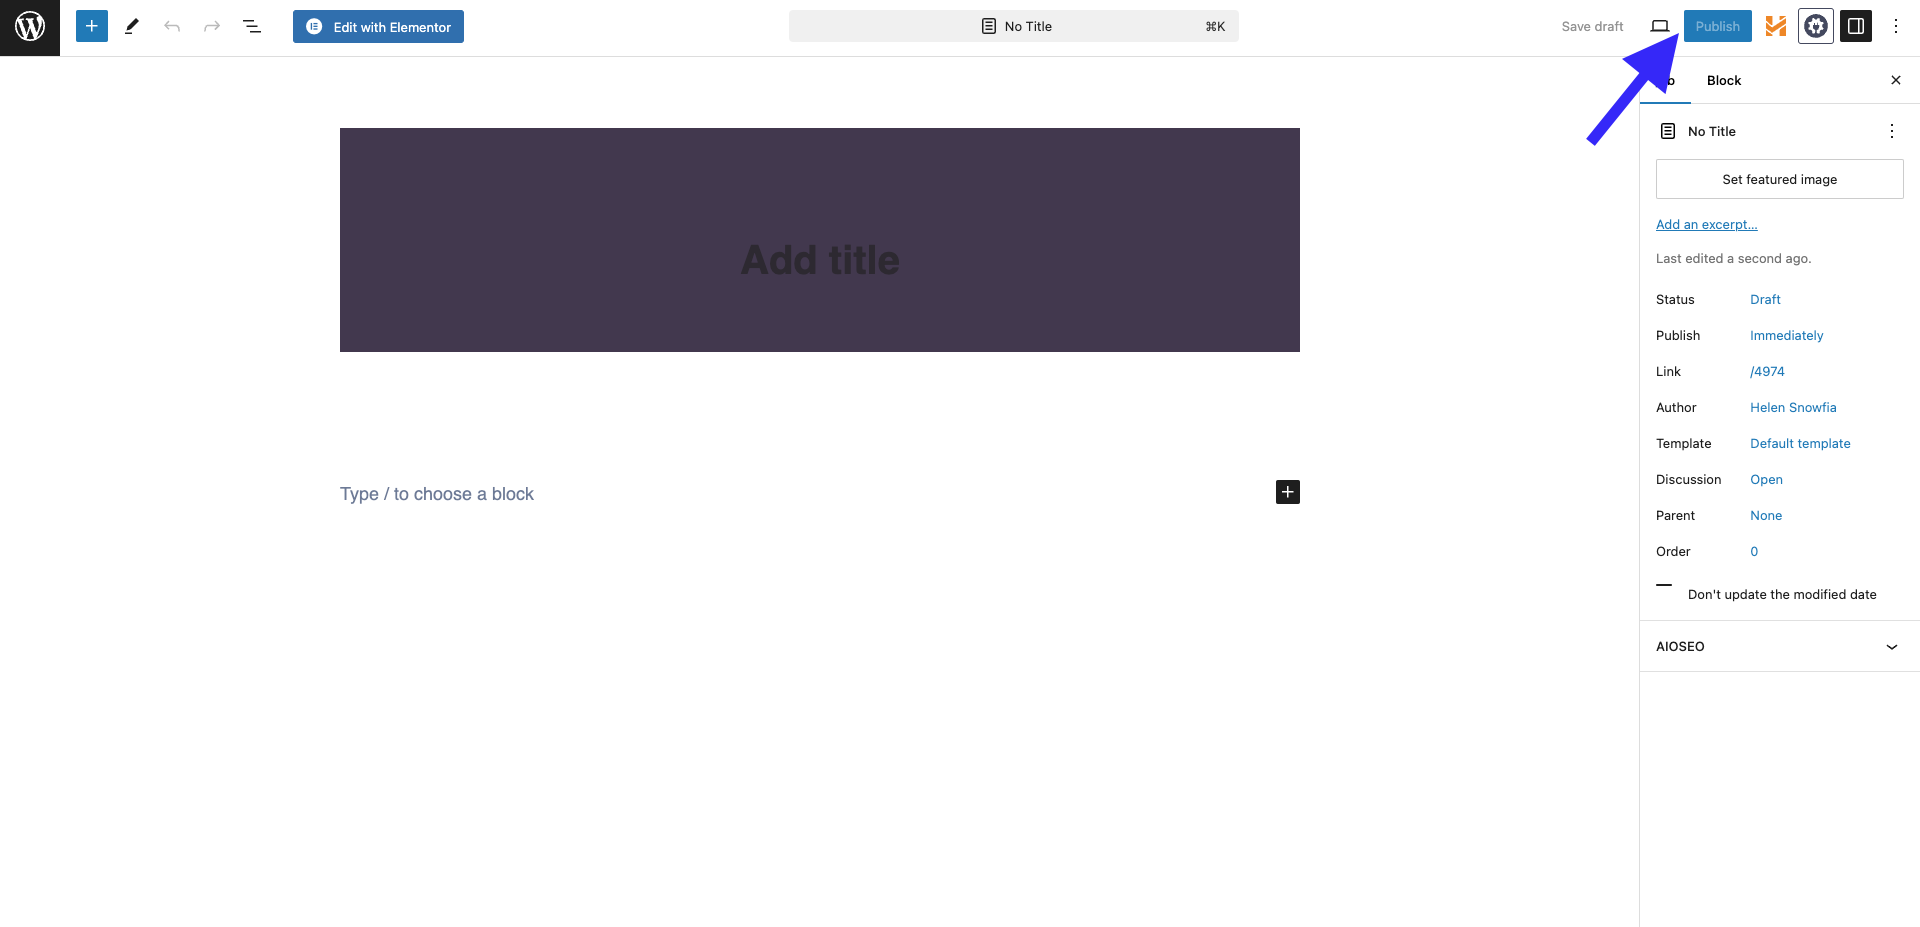 Edit with Elementor
No Title
⌘K
Save draft
Publish
Block
No Title
Set featured image
Add title
Add an excerpt...
Last edited a second ago.
Status Draft
Publish Immediately
Link /4974
Author Helen Snowfia
Template Default template
Type / to choose a block
Discussion Open
Parent None
Order 0
Don't update the modified date
AIOSEO